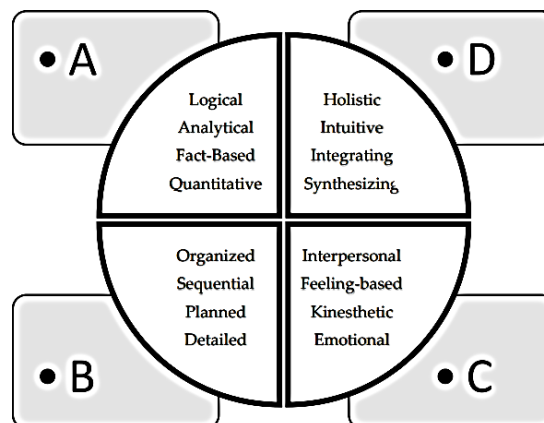 • A
Logical
Analytical
Fact-Based
Quantitative
• D
Holistic
Intuitive
Integrating
Synthesizing
• B
Organized
Sequential
Planned
Detailed
• C
Interpersonal
Feeling-based
Kinesthetic
Emotional